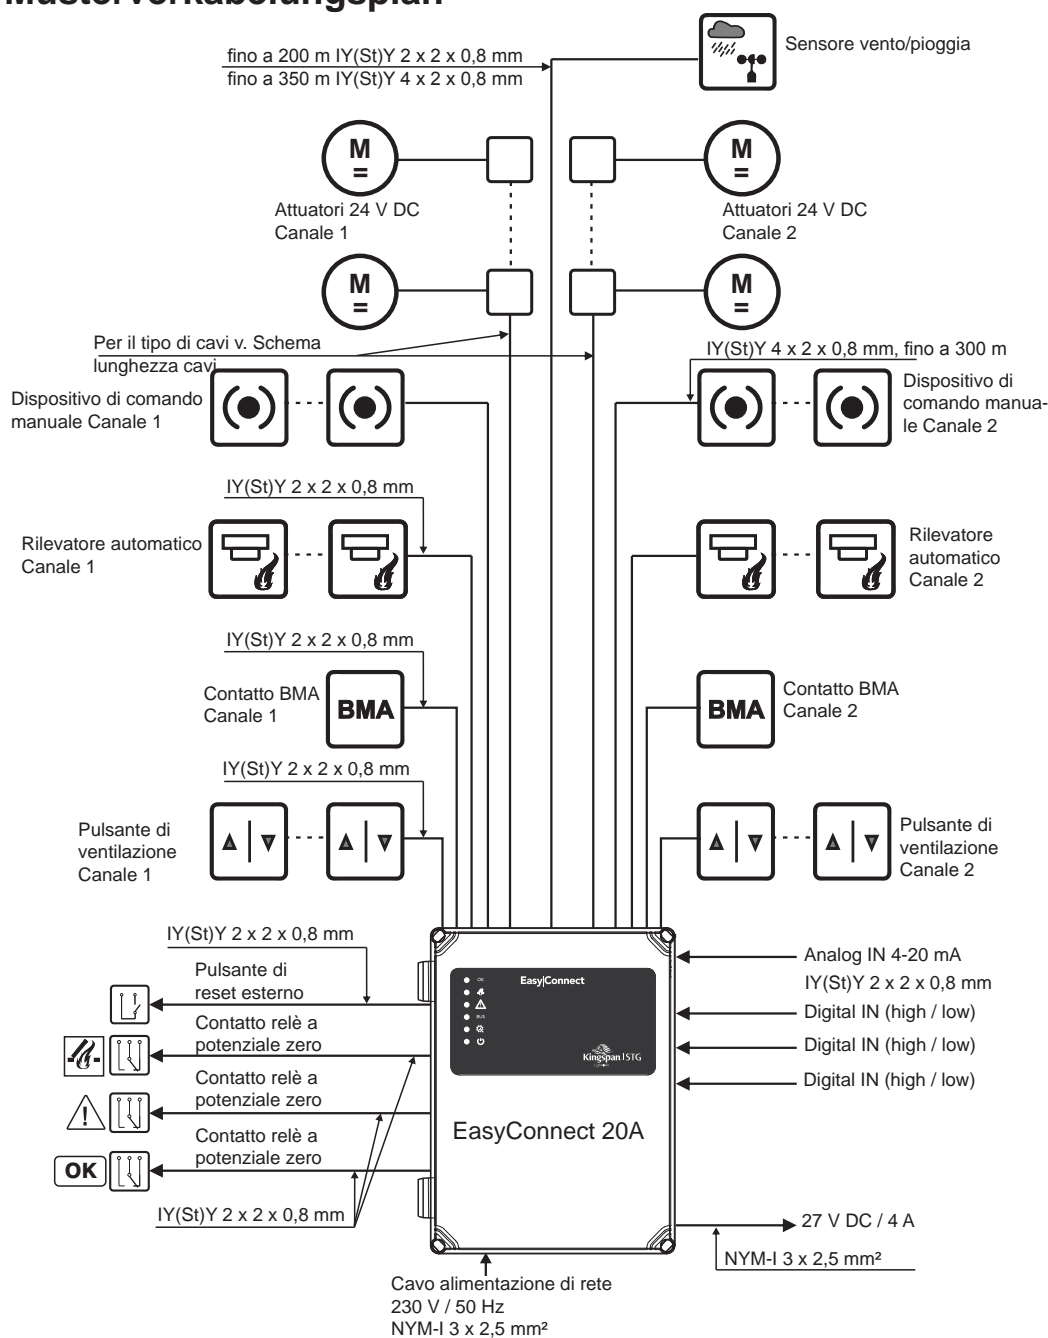 Musterverkabelungsplan
fino a 200 m IY(St)Y 2 x 2 x 0,8 mm
fino a 350 m IY(St)Y 4 x 2 x 0,8 mm
Sensore vento/pioggia
M
=
M
=
Attuatori 24 V DC
Canale 1
Attuatori 24 V DC
Canale 2
M
=
M
=
Per il tipo di cavi v. Schema
lunghezza cavi
IY(St)Y 4 x 2 x 0,8 mm, fino a 300 m
Dispositivo di comando
manuale Canale 1
Dispositivo di
comando manua-
le Canale 2
IY(St)Y 2 x 2 x 0,8 mm
Rilevatore automatico
Canale 1
Rilevatore
automatico
Canale 2
IY(St)Y 2 x 2 x 0,8 mm
Contatto BMA
Canale 1
BMA
BMA
Contatto BMA
Canale 2
IY(St)Y 2 x 2 x 0,8 mm
Pulsante di
ventilazione
Canale 1
Pulsante di
ventilazione
Canale 2
IY(St)Y 2 x 2 x 0,8 mm
Pulsante di
reset esterno
Contatto relè a
potenziale zero
Contatto relè a
potenziale zero
Contatto relè a
potenziale zero
OK
IY(St)Y 2 x 2 x 0,8 mm
OK
BUS
Easy|Connect
Kingspan | STG
EasyConnect 20A
Analog IN 4-20 mA
IY(St)Y 2 x 2 x 0,8 mm
Digital IN (high / low)
Digital IN (high / low)
Digital IN (high / low)
27 V DC / 4 A
NYM-I 3 x 2,5 mm²
Cavo alimentazione di rete
230 V / 50 Hz
NYM-I 3 x 2,5 mm²